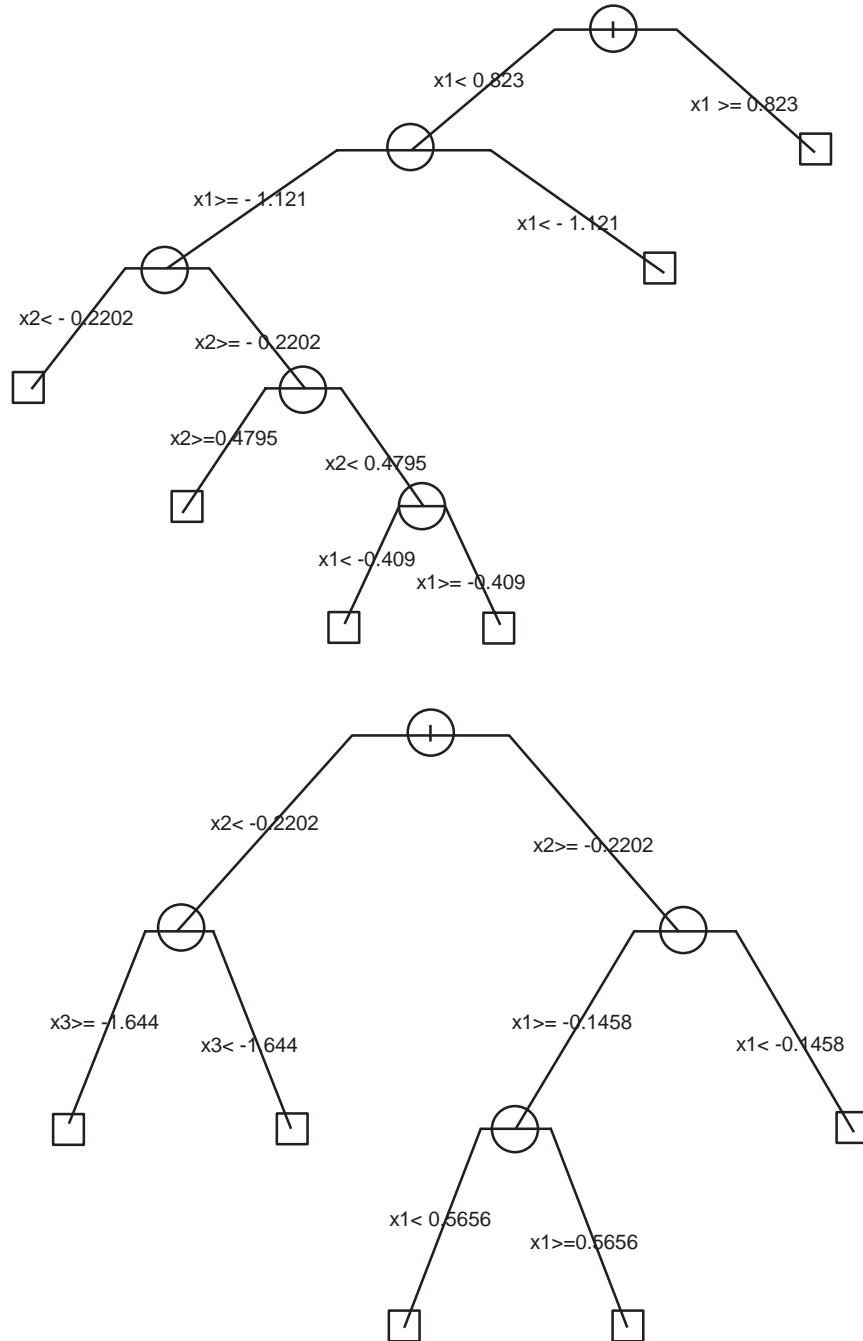 x1< 0.823
x1 >= 0.823
x1>= - 1.121
x1< - 1.121
x2< - 0.2202
x2>= - 0.2202
x2>=0.4795
x2< 0.4795
x1< -0.409
x1>= -0.409
x2< -0.2202
x2>= -0.2202
x3>= -1.644
x3< -1.644
x1>= -0.1458
x1< -0.1458
x1< 0.5656
x1>=0.5656